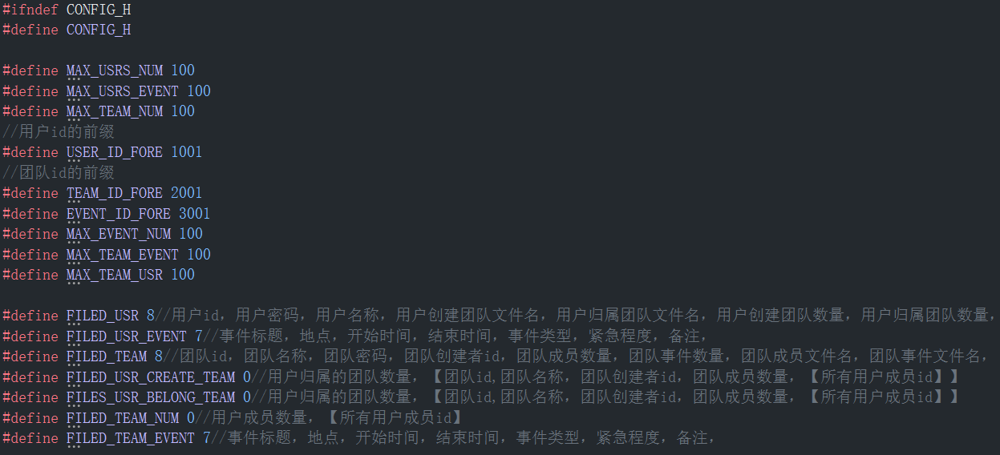 #ifndef CONFIG_H
#define CONFIG_H
#define MAX_USRS_NUM 100
#define MAX_USRS_EVENT 100
#define MAX_TEAM_NUM 100
//用户id的前缀
#define USER_ID_FORE 1001
//团队id的前缀
#define TEAM_ID_FORE 2001
#define EVENT_ID_FORE 3001
#define MAX_EVENT_NUM 100
#define MAX_TEAM_EVENT 100
#define MAX_TEAM_USR 100
#define FILED_USR 8//用户id，用户密码，用户名称，用户创建团队文件名，用户归属团队文件名，用户创建团队数量，用户归属团队数量，
#define FILED_USR_EVENT 7//事件标题，地点，开始时间，结束时间，事件类型，紧急程度，备注，
#define FILED_TEAM 8//团队id，团队名称，团队密码，团队创建者id，团队成员数量，团队事件数量，团队成员文件名，团队事件文件名，
#define FILED_USR_CREATE_TEAM 0//用户归属的团队数量，【团队id,团队名称，团队创建者id，团队成员数量，【所有用户成员id】】
#define FILES_USR_BELONG_TEAM 0//用户归属的团队数量，【团队id,团队名称，团队创建者id，团队成员数量，【所有用户成员id】】
#define FILED_TEAM_NUM 0//用户成员数量，【所有用户成员id】
#define FILED_TEAM_EVENT 7//事件标题，地点，开始时间，结束时间，事件类型，紧急程度，备注，